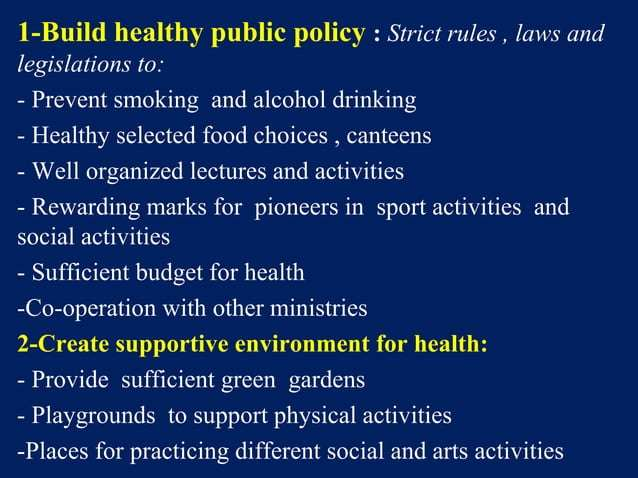 1-Build healthy public policy : Strict rules , laws and
legislations to:
- Prevent smoking  and alcohol drinking
- Healthy selected food choices , canteens
- Well organized lectures and activities
- Rewarding marks for  pioneers in  sport activities  and
social activities
- Sufficient budget for health
-Co-operation with other ministries
2-Create supportive environment for health:
- Provide  sufficient green  gardens
- Playgrounds  to support physical activities
-Places for practicing different social and arts activities